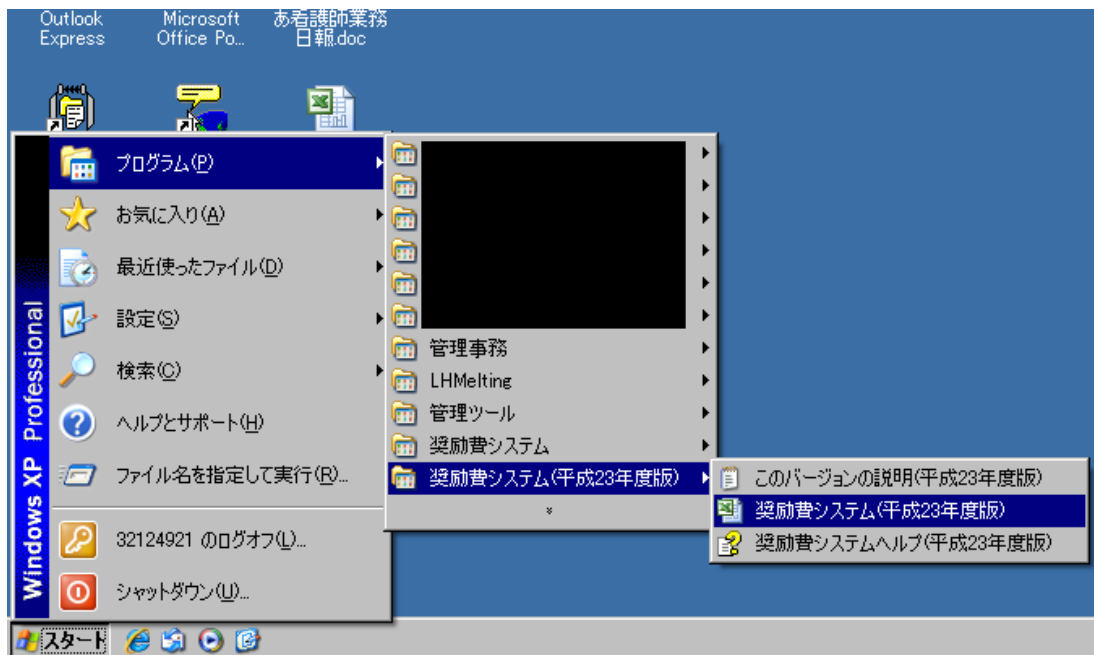 Outlook
Express
Microsoft
Office Po...
あ看護師業務
日報.doc
プログラム(P)
お気に入り(A)
最近使ったファイル(D)
設定(S)
検索(C)
ヘルプとサポート(H)
ファイル名を指定して実行(R)...
32124921 のログオフ(L)...
シャットダウン(U)...
Windows XP Professional
管理事務
LHMelting
管理ツール
奨励費システム
奨励費システム(平成23年度版)
このバージョンの説明(平成23年度版)
奨励費システム(平成23年度版)
奨励費システムヘルプ(平成23年度版)
スタート